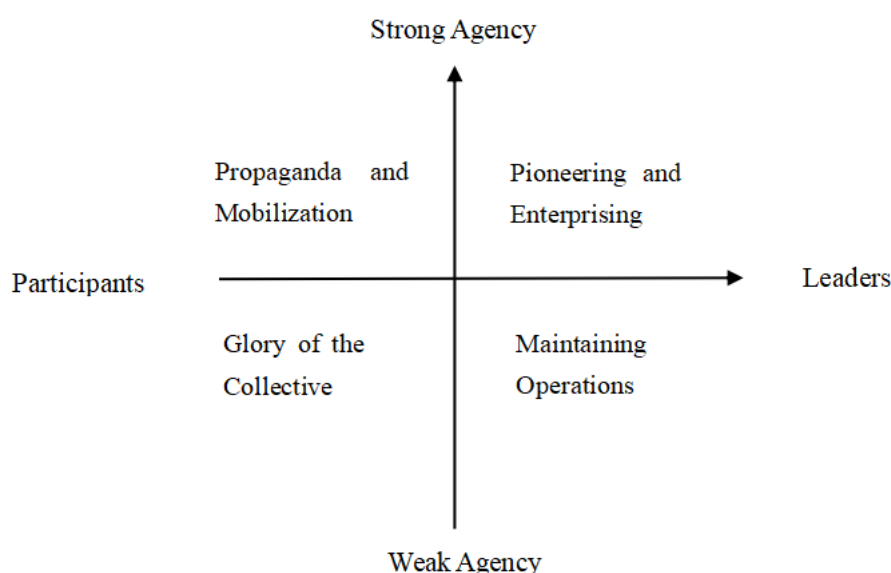 Strong Agency
Propaganda and
Mobilization
Pioneering and
Enterprising
Participants
Leaders
Glory of the
Collective
Maintaining
Operations
Weak Agency